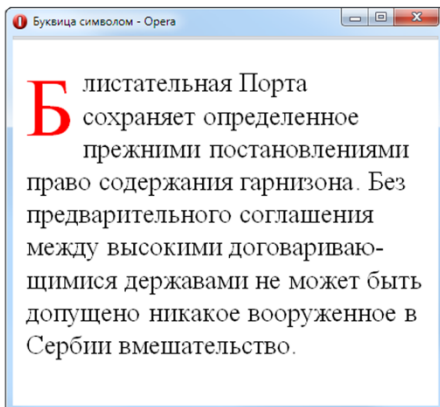 Буквица символом - Opera
Блистательная Порта
сохраняет определенное
прежними постановлениями
право содержания гарнизона. Без
предварительного соглашения
между высокими договариваю-
щимися державами не может быть
допущено никакое вооруженное в
Сербии вмешательство.